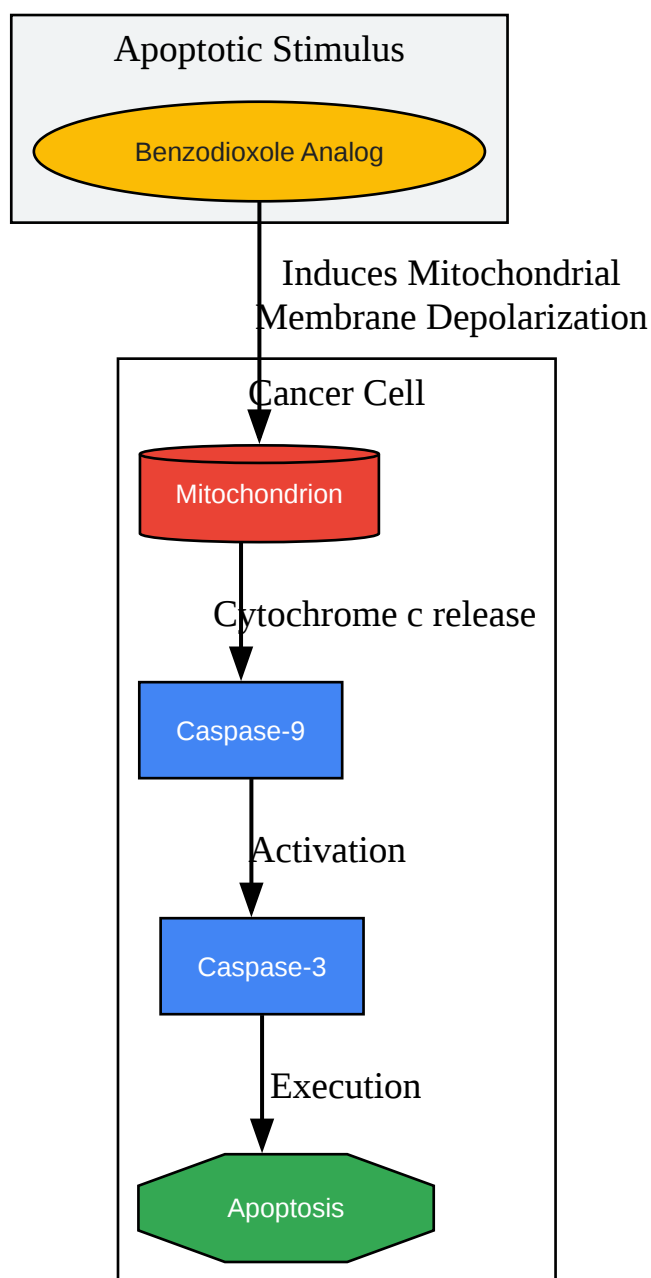 Apoptotic Stimulus
Benzodioxole Analog
Induces Mitochondrial
Membrane Depolarization
Cancer Cell
Mitochondrion
Cytochrome c release
Caspase-9
Activation
Caspase-3
Execution
Apoptosis